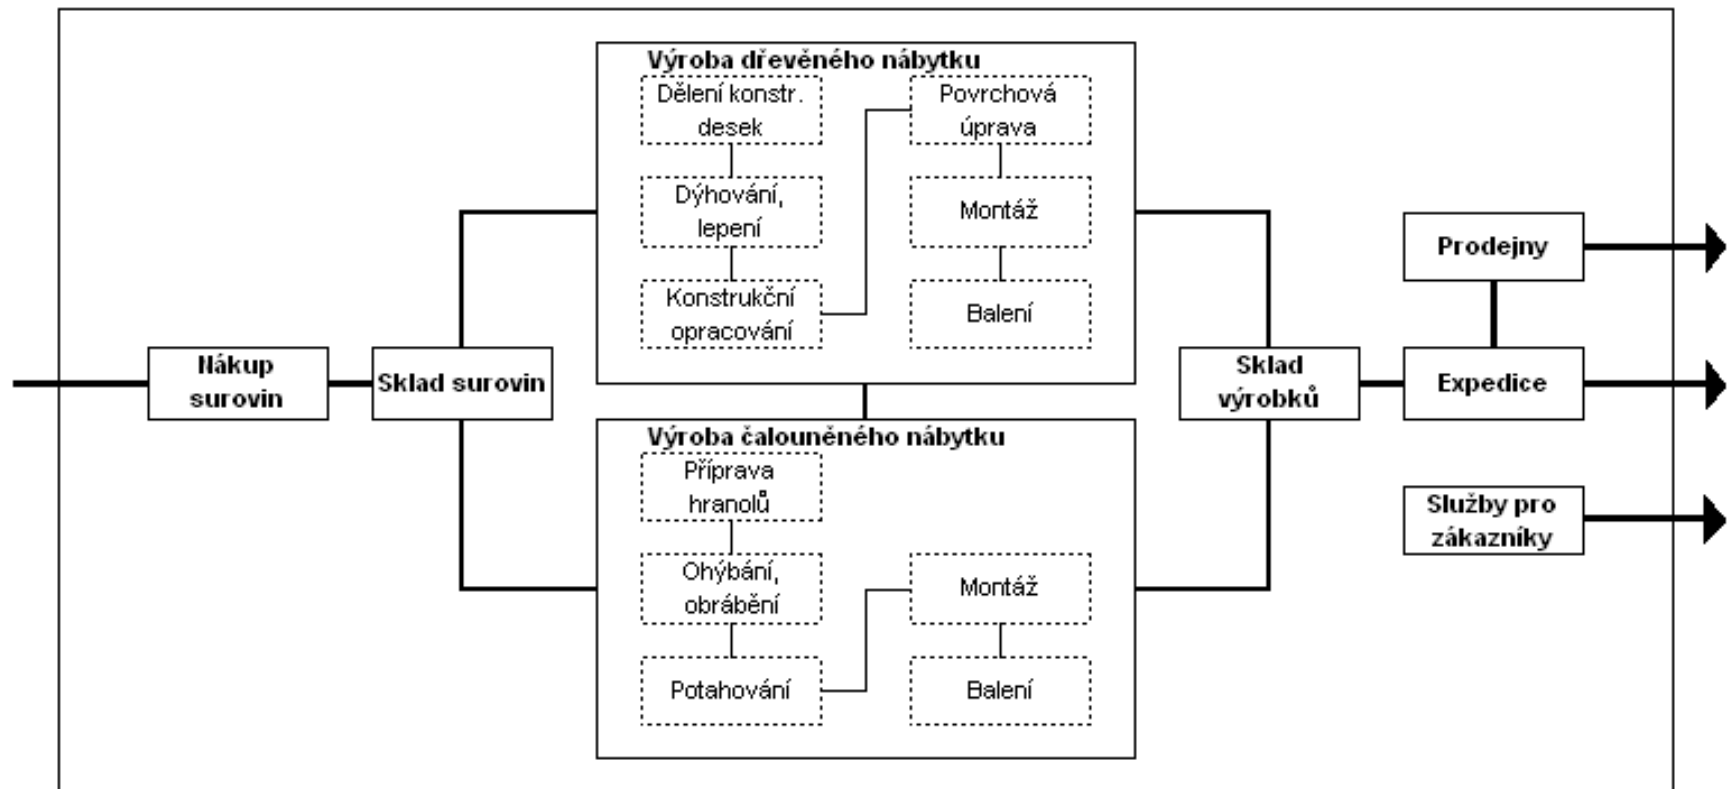 Výroba dřevěného nábytku
Dělení konstr.
desek
Dýhování,
lepení
Konstrukční
opracování
Povrchová
úprava
Montáž
Balení
Nákup
surovin
Sklad surovin
Výroba čalouněného nábytku
Příprava
hranolů
Ohýbání,
obrábění
Potahování
Montáž
Balení
Sklad
výrobků
Prodejny
Expedice
Služby pro
zákazníky